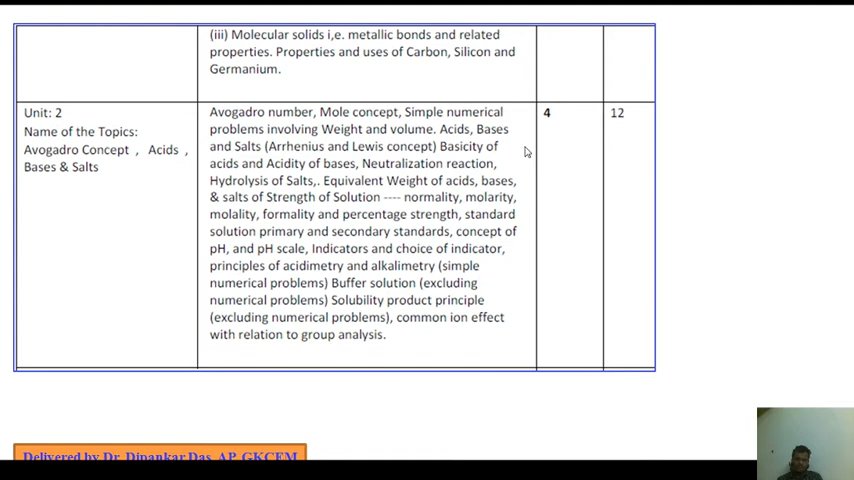 (iii) Molecular solids i,e. metallic bonds and related
properties. Properties and uses of Carbon, Silicon and
Germanium.
Unit: 2
Name of the Topics:
Avogadro Concept , Acids ,
Bases & Salts
Avogadro number, Mole concept, Simple numerical
problems involving Weight and volume. Acids, Bases
and Salts (Arrhenius and Lewis concept) Basicity of
acids and Acidity of bases, Neutralization reaction,
Hydrolysis of Salts,. Equivalent Weight of acids, bases,
& salts of Strength of Solution ---- normality, molarity,
molality, formality and percentage strength, standard
solution primary and secondary standards, concept of
pH, and pH scale, Indicators and choice of indicator,
principles of acidimetry and alkalimetry (simple
numerical problems) Buffer solution (excluding
numerical problems) Solubility product principle
(excluding numerical problems), common ion effect
with relation to group analysis.
4
12
Delivered by Dr. Dipankar Das, AP, GKCEM